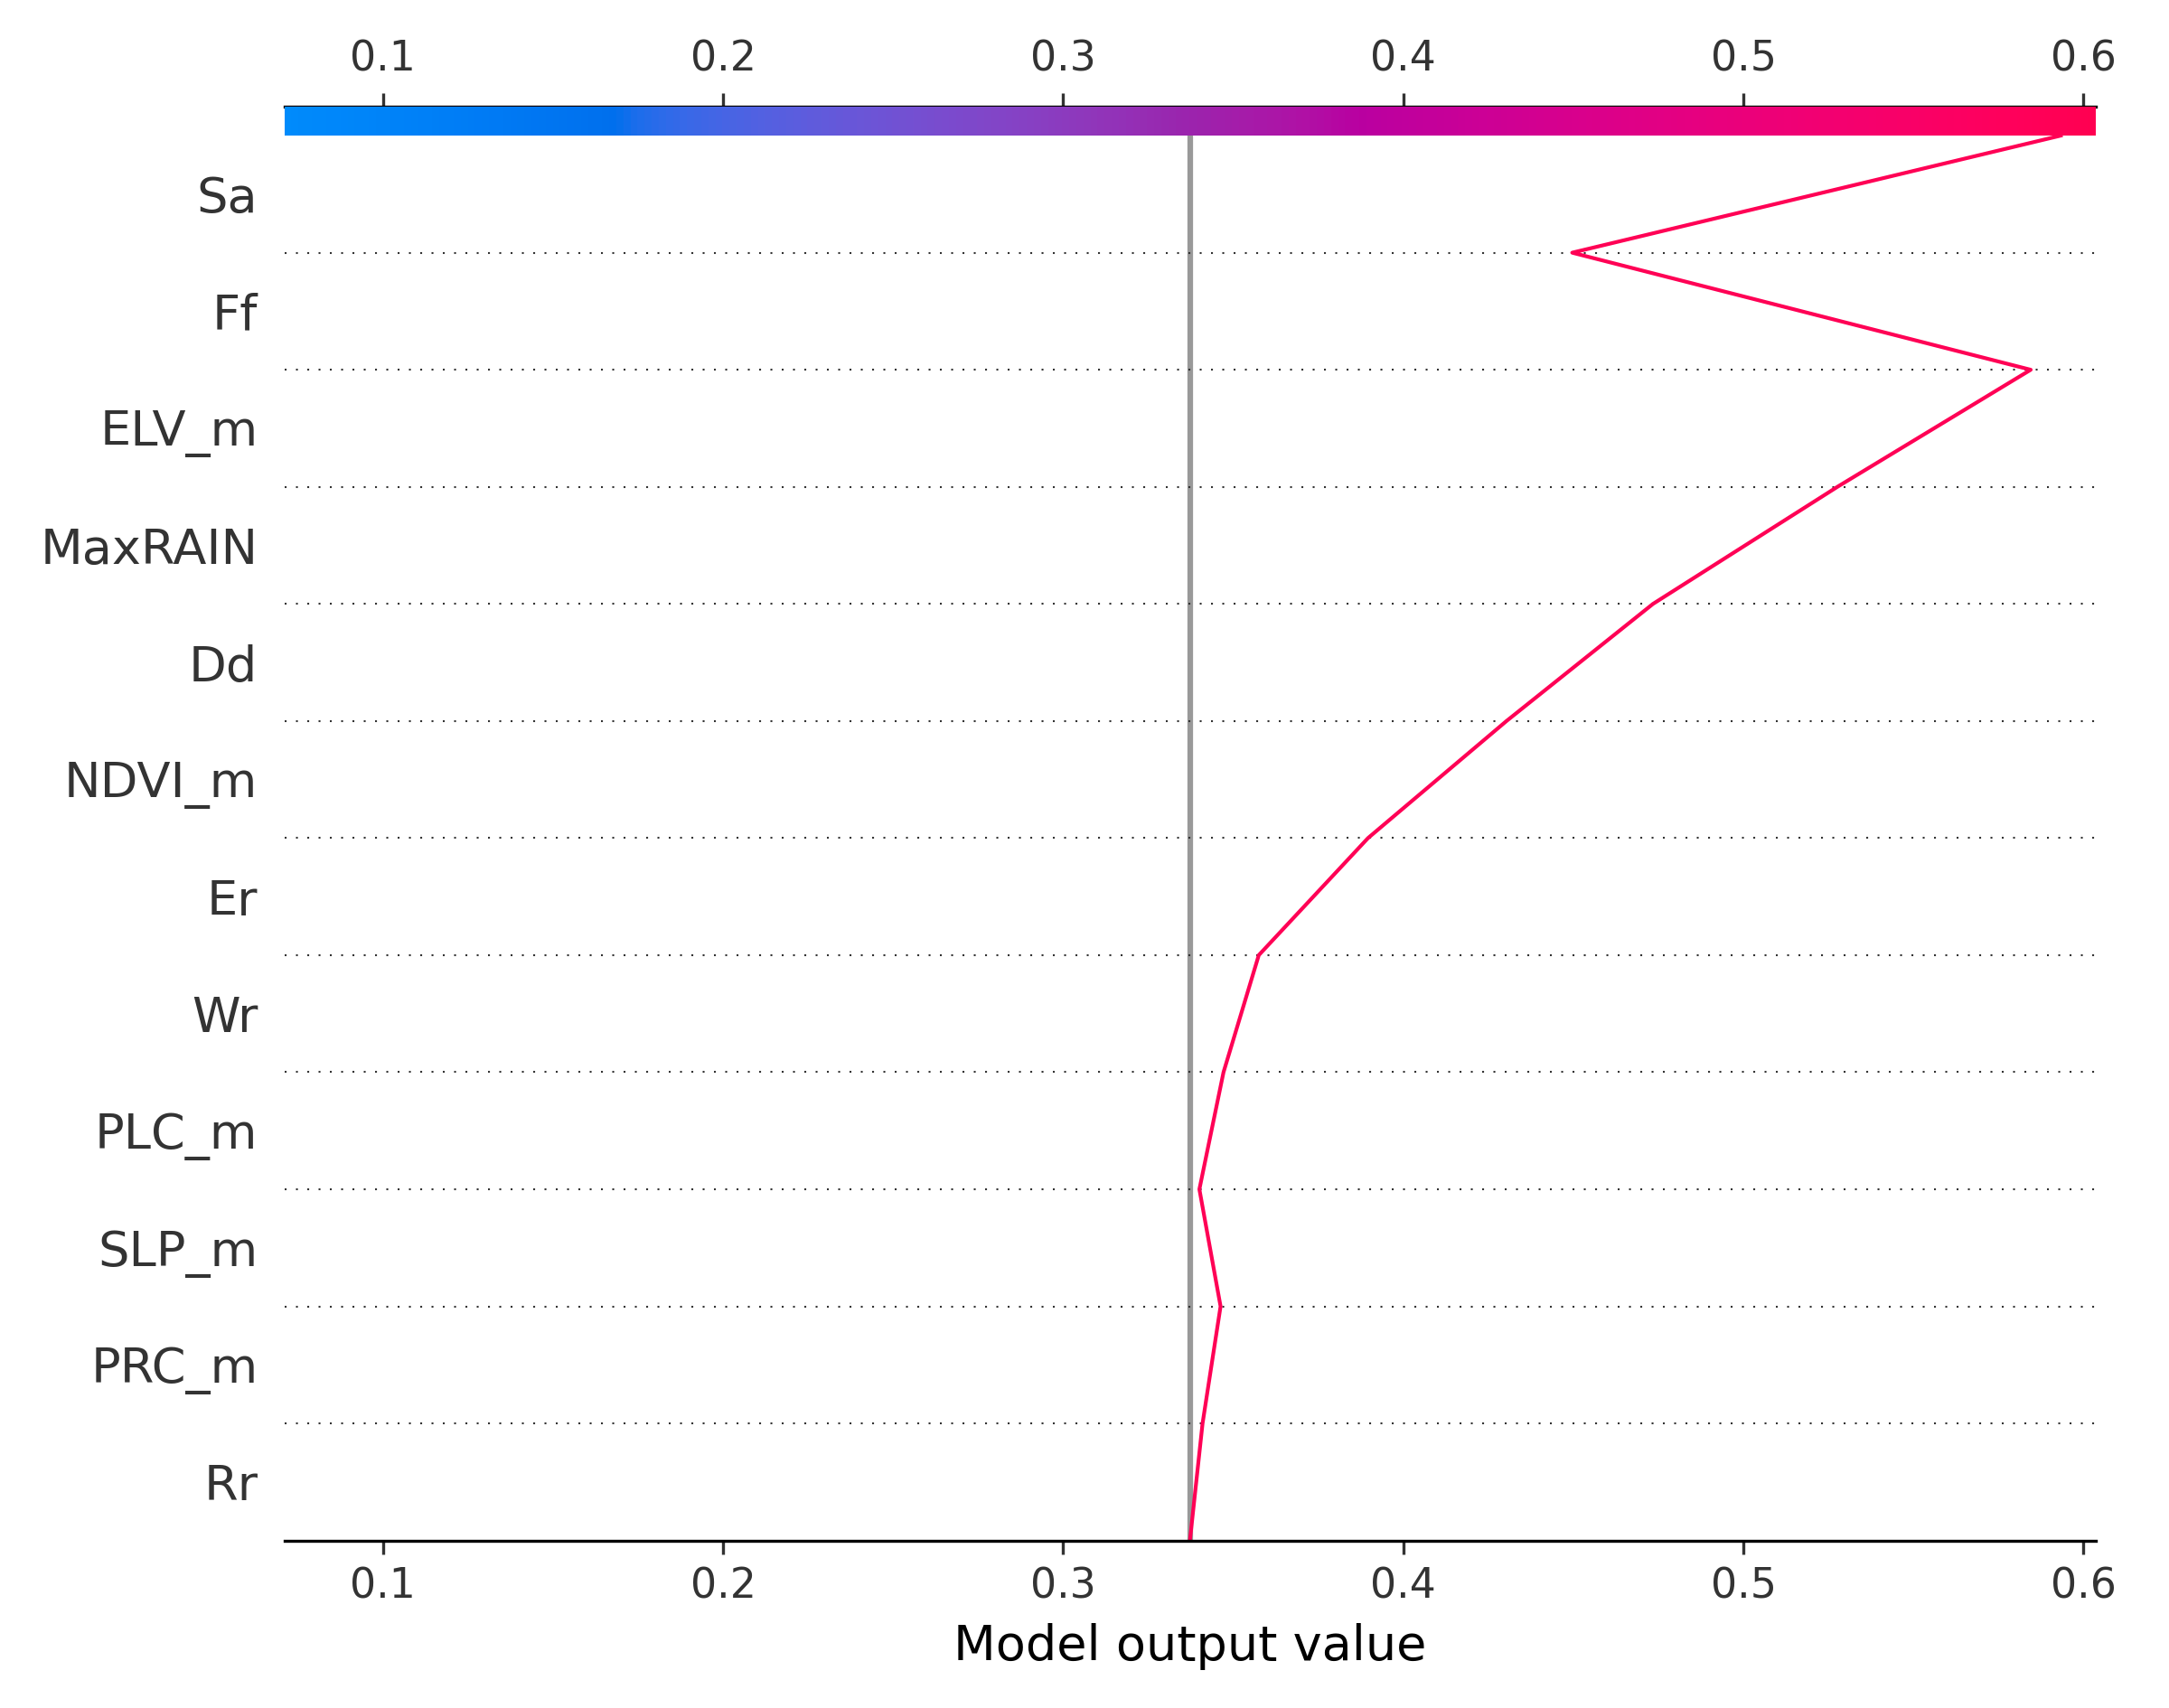 0.1 0.2 0.3 0.4 0.5 0.6
Sa
Ff
ELV_m
MaxRAIN
Dd
NDVI_m
Er
Wr
PLC_m
SLP_m
PRC_m
Rr
0.1 0.2 0.3 0.4 0.5 0.6
Model output value